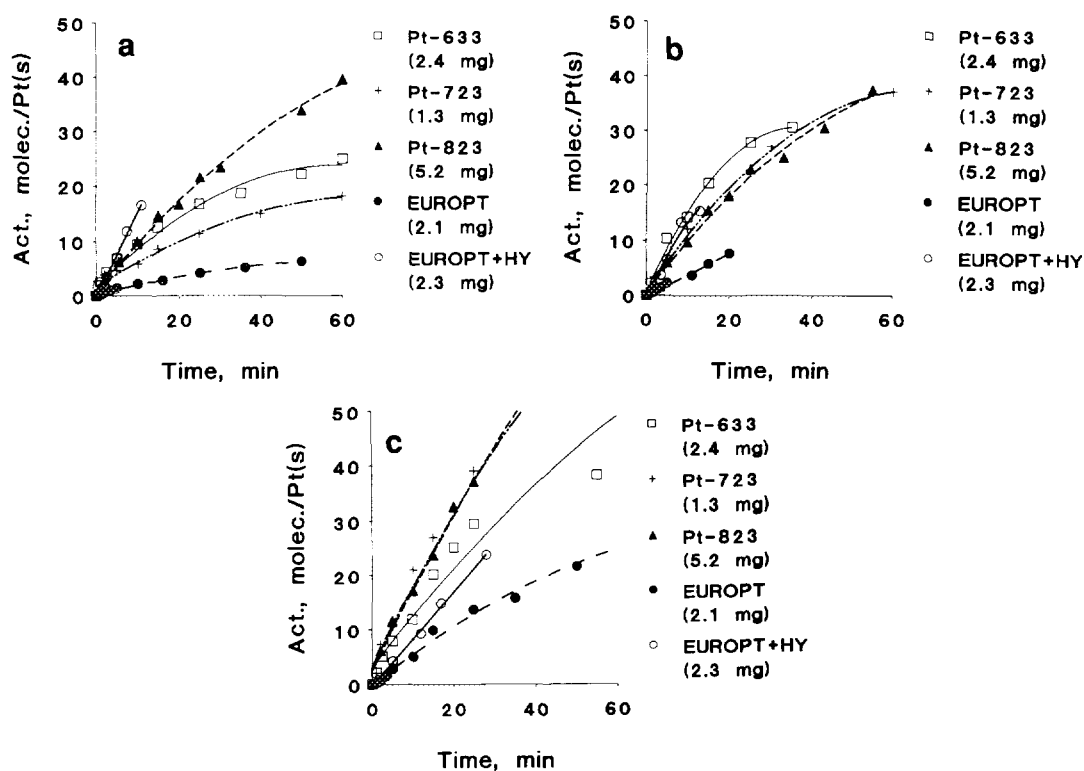 a
Act., molec./Pt(s)
50
40
30
20
10
0
0 20 40 60
Time, min
Pt-633
(2.4 mg)
Pt-723
(1.3 mg)
Pt-823
(5.2 mg)
EUROPT
(2.1 mg)
EUROPT+HY
(2.3 mg)
b
Act., molec./Pt(s)
50
40
30
20
10
0
0 20 40 60
Time, min
Pt-633
(2.4 mg)
Pt-723
(1.3 mg)
Pt-823
(5.2 mg)
EUROPT
(2.1 mg)
EUROPT+HY
(2.3 mg)
c
Act., molec./Pt(s)
50
40
30
20
10
0
0 20 40 60
Time, min
Pt-633
(2.4 mg)
Pt-723
(1.3 mg)
Pt-823
(5.2 mg)
EUROPT
(2.1 mg)
EUROPT+HY
(2.3 mg)